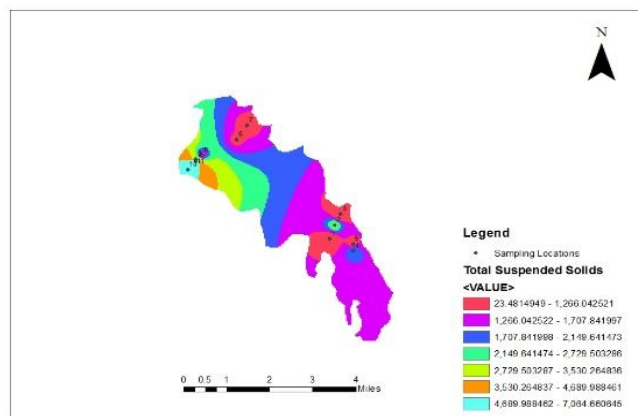 N
Legend
Sampling Locations
Total Suspended Solids
<VALUE>
23.4814949 - 1,266.042521
1,266.042522 - 1,707.841997
1,707.841998 - 2,149.641473
2,149.641474 - 2,729.503286
2,729.503287 - 3,530.264836
3,530.264837 - 4,689.988461
4,689.988462 - 7,064.660645
0 0.5 1 2 3 4
Miles